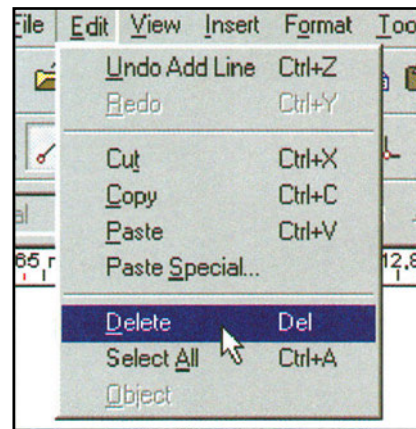 File Edit View Insert Format Too
Undo Add Line Ctrl+Z
Redo Ctrl+Y
Cut Ctrl+X
Copy Ctrl+C
Paste Ctrl+V
Paste Special...
Delete Del
Select All Ctrl+A
Object